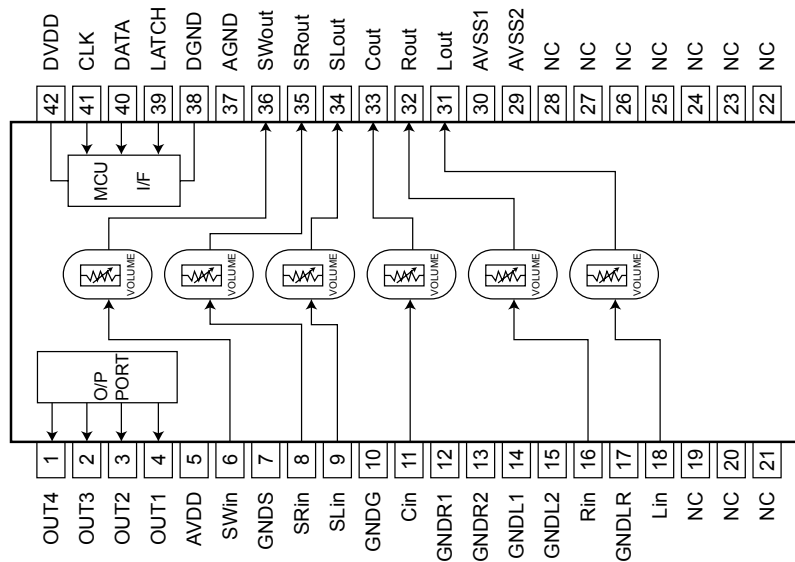 DVDD
CLK
DATA
LATCH
DGND
AGND
SWout
SRout
SLout
Cout
Rout
Lout
AVSS1
AVSS2
NC
NC
NC
NC
NC
NC
NC
42
41
40
39
38
37
36
35
34
33
32
31
30
29
28
27
26
25
24
23
22
MCU
I/F
VOLUME
VOLUME
VOLUME
VOLUME
VOLUME
VOLUME
O/P
PORT
1
2
3
4
5
6
7
8
9
10
11
12
13
14
15
16
17
18
19
20
21
OUT4
OUT3
OUT2
OUT1
AVDD
SWin
GNDS
SRin
SLin
GNDG
Cin
GNDR1
GNDR2
GNDL1
GNDL2
Rin
GNDLR
Lin
NC
NC
NC